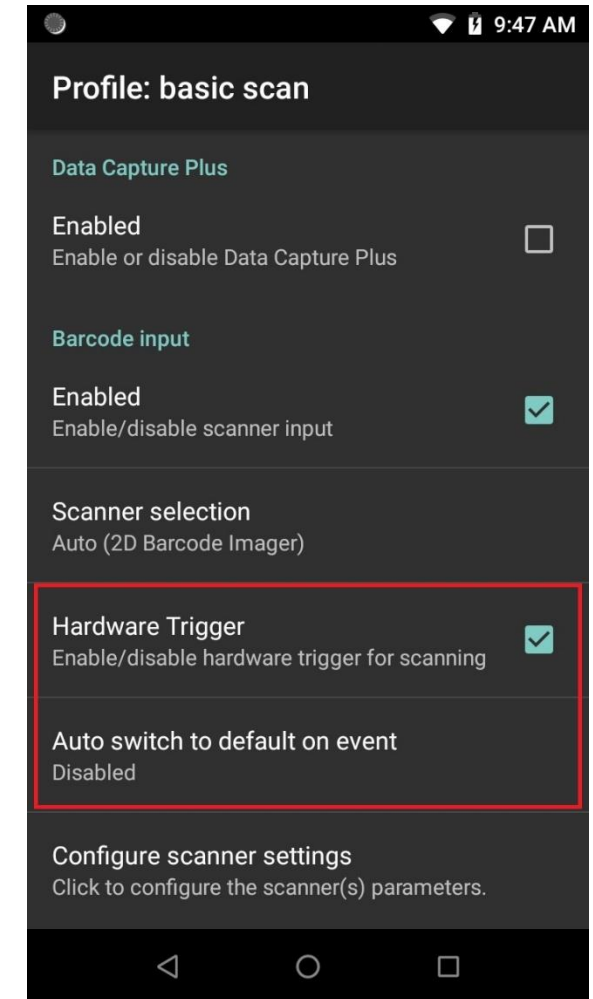 9:47 AM
Profile: basic scan
Data Capture Plus
Enabled
Enable or disable Data Capture Plus
Barcode input
Enabled
Enable/disable scanner input
Scanner selection
Auto (2D Barcode Imager)
Hardware Trigger
Enable/disable hardware trigger for scanning
Auto switch to default on event
Disabled
Configure scanner settings
Click to configure the scanner(s) parameters.